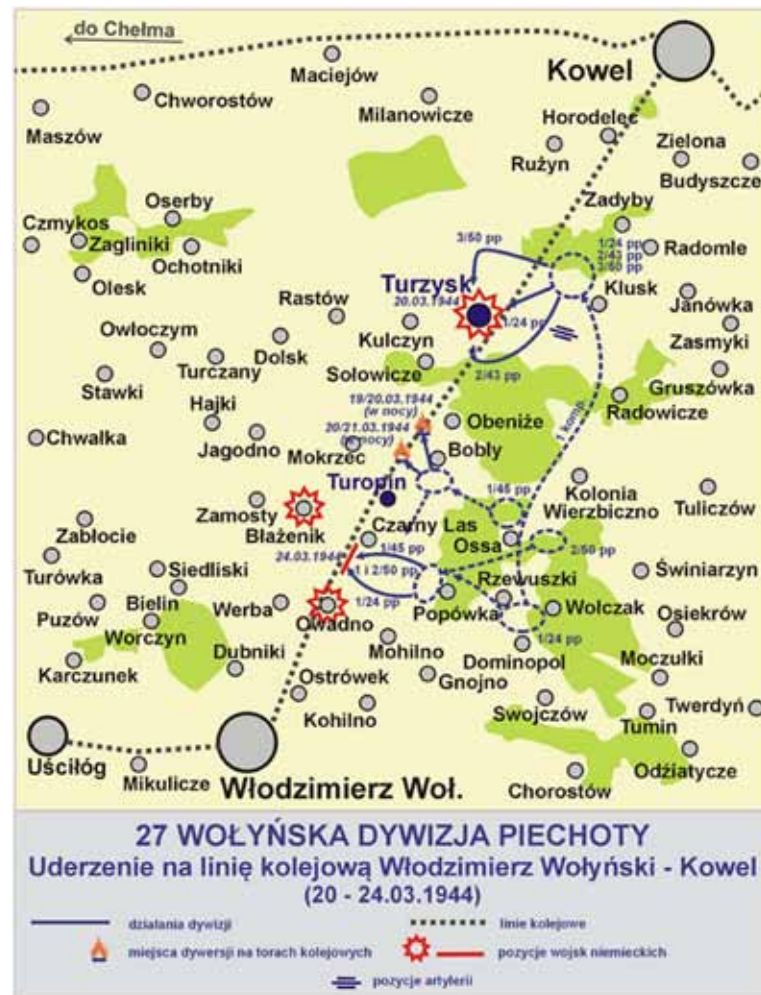 do Chełma
Maciejów
Kowel
Chworostów
Milanowicze
Maszów
Horodelec
Rużyn
Zielona
Budyszcze
Oserby
Zadyby
Czmykos
Zagliniki
Ochotniki
Olesk
3/50 pp
1/24 pp
2/43 pp
3/50 pp
Radomle
Turzysk
20.03.1944
Rastów
1/24 pp
Klusk
Janówka
Owłoczym
Kulczyn
Zasmyki
Dolsk
Turczany
Sołowicze
2/43 pp
Stawki
Gruszówka
Hajki
19/20.03.1944
(w nocy)
Radowicze
Obeniże
1 komp.
20/21.03.1944
(w nocy)
Chwałka
Jagodno
Mokrzec
Bobły
Turopin
1/45 pp
Kolonia
Wierzbiczno
Tuliczów
Zamosty
Błażenik
Zabłocie
Czarny Las
Ossa
2/50 pp
24.03.1944
1/45 pp
Turówka
Siedliski
1 i 2/50 pp
Rzewuszki
Świniarzyn
Bielin
Werba
1/24 pp
Popówka
Wołczak
Puzów
Owadno
Osiekrów
Worczyn
Mohilno
1/24 pp
Karczunek
Dubniki
Dominopol
Moczułki
Ostrówek
Gnojno
Kohilno
Swojczów
Twerdyń
Tumin
Uściłóg
Mikulicze
Włodzimierz Woł.
Chorostów
Odziatycze
27 WOŁYŃSKA DYWIZJA PIECHOTY
Uderzenie na linię kolejową Włodzimierz Wołyński - Kowel
(20 - 24.03.1944)
działania dywizji
linie kolejowe
miejsca dywersji na torach kolejowych
pozycje wojsk niemieckich
pozycje artylerii